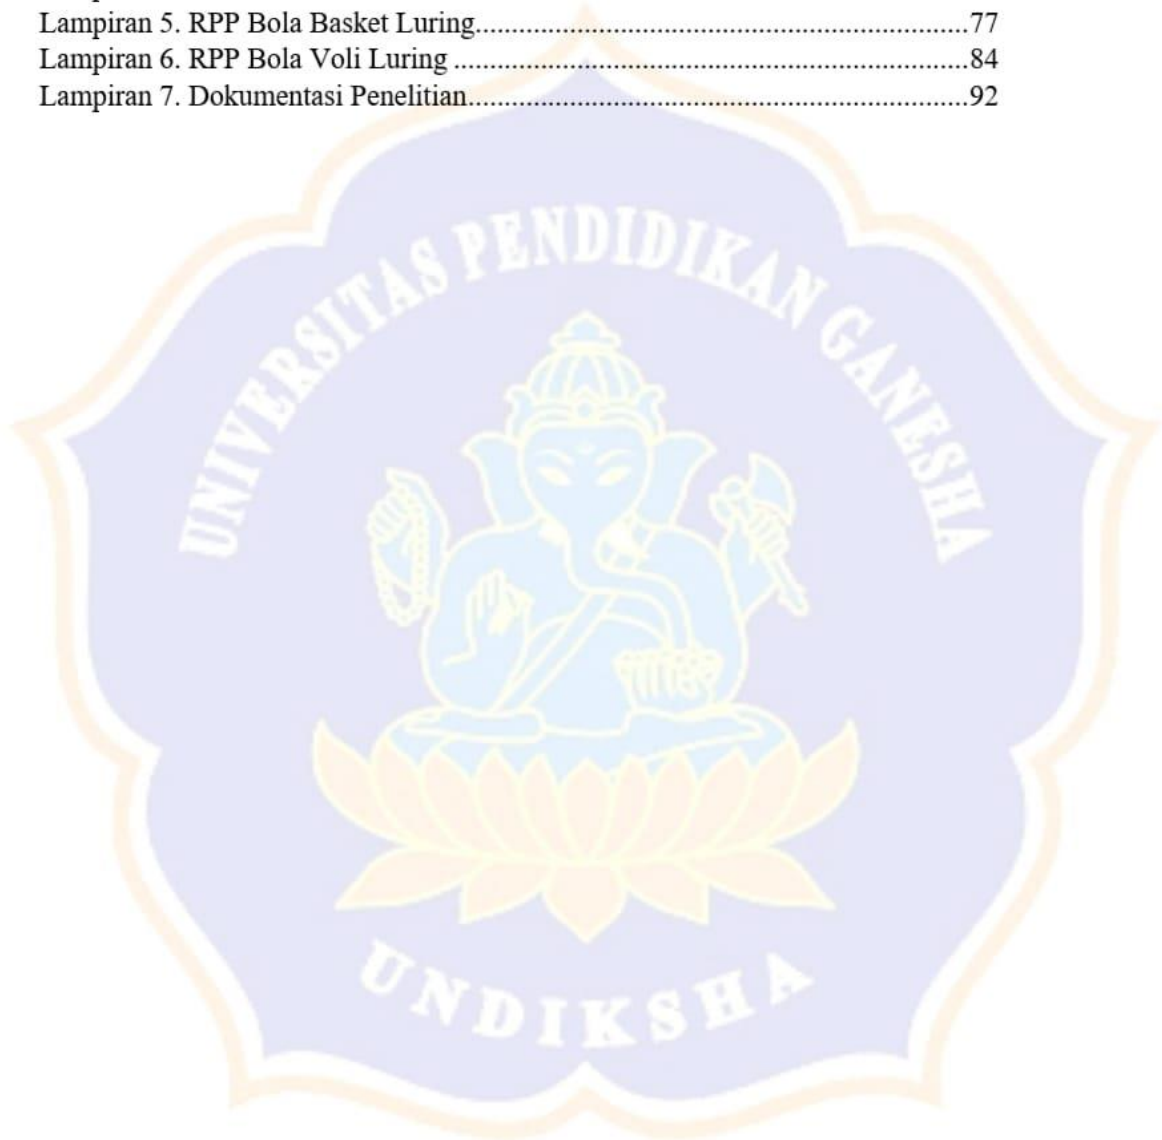 Lampiran 5. RPP Bola Basket Luring....................................................................77
Lampiran 6. RPP Bola Voli Luring .......................................................................84
Lampiran 7. Dokumentasi Penelitian.....................................................................92
UNIVERSITAS PENDIDIKAN GANESHA
UNDIKSHA